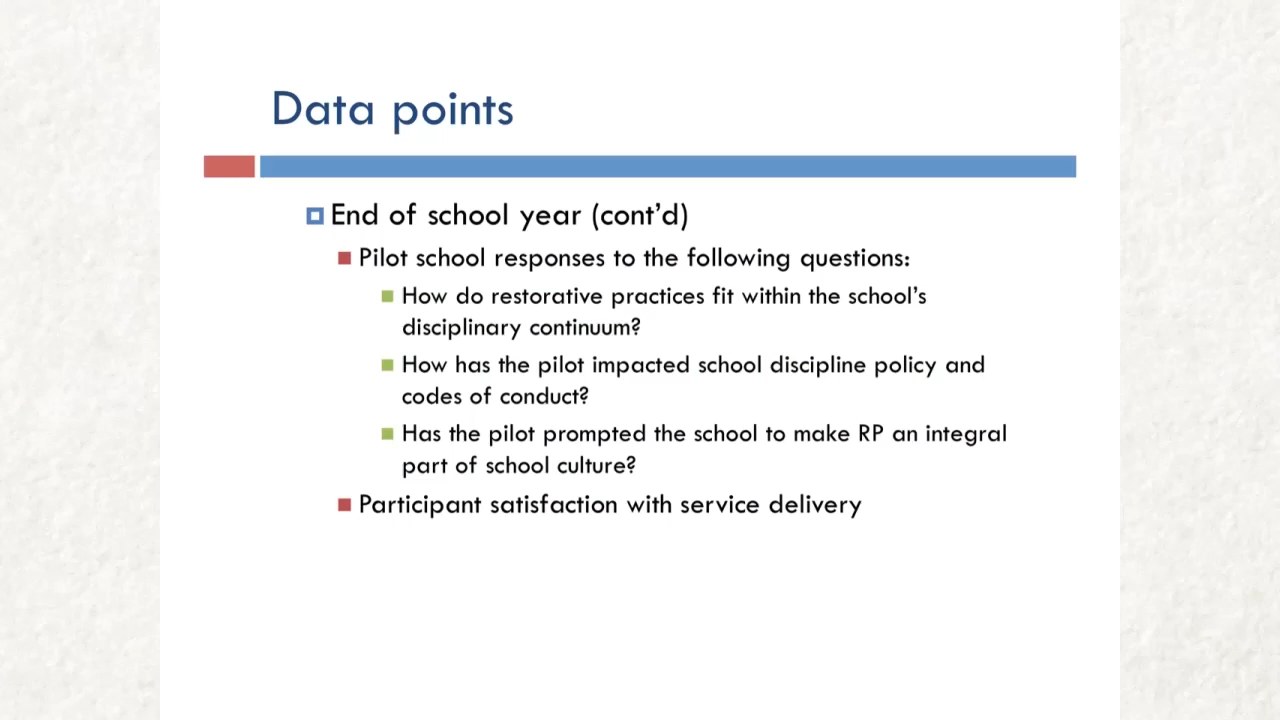 Data points
End of school year (cont’d)
Pilot school responses to the following questions:
How do restorative practices fit within the school’s
disciplinary continuum?
How has the pilot impacted school discipline policy and
codes of conduct?
Has the pilot prompted the school to make RP an integral
part of school culture?
Participant satisfaction with service delivery